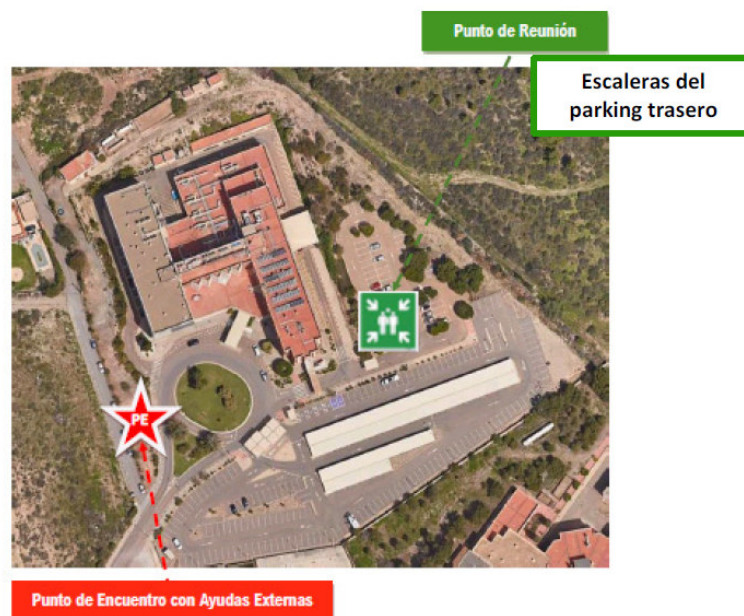 Punto de Reunión
Escaleras del
parking trasero
PE
Punto de Encuentro con Ayudas Externas